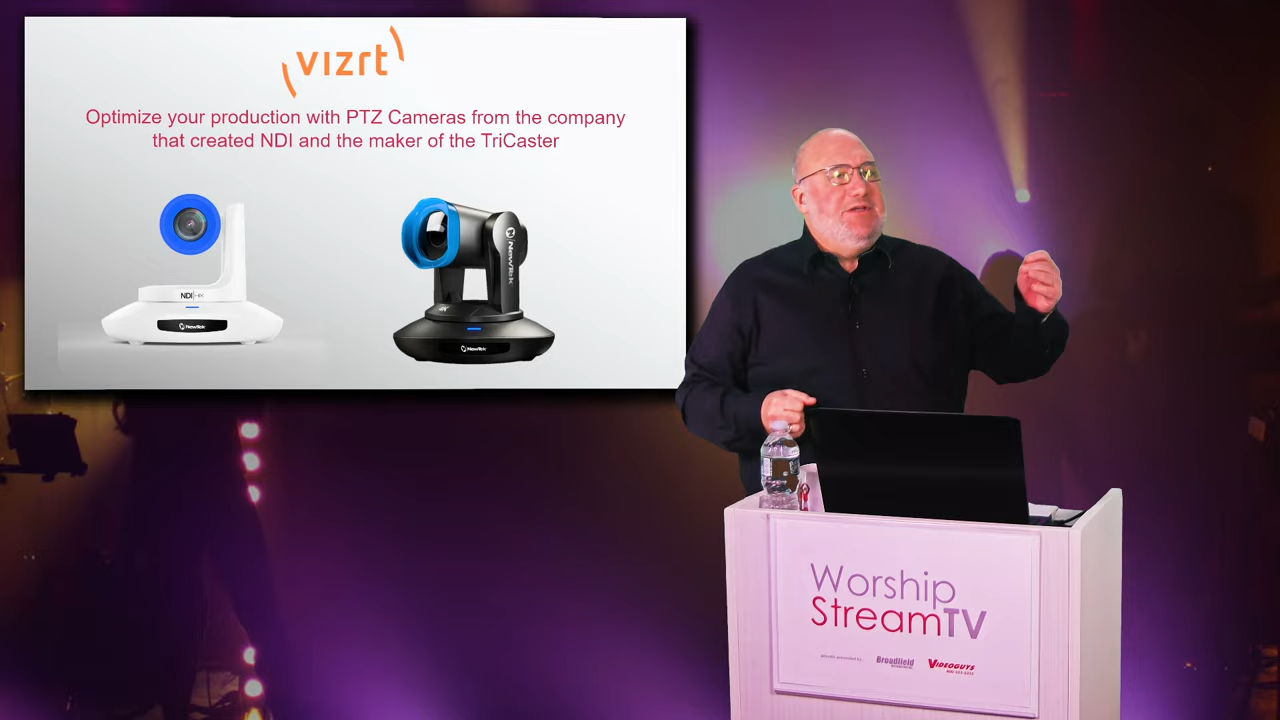 vizrt
Optimize your production with PTZ Cameras from the company
that created NDI and the maker of the TriCaster
NDI|HX
NewTek
NewTek
4K
NewTek
Worship
StreamTV
Broadfield
VIDEOGUYS